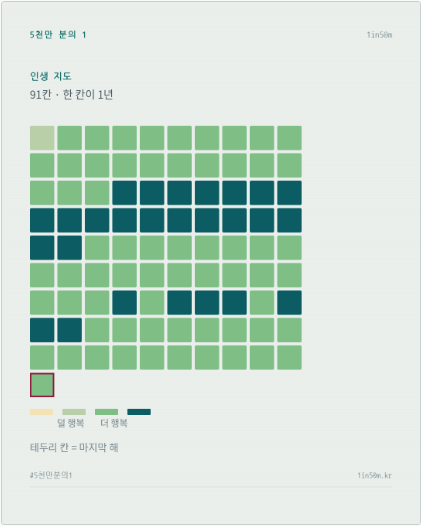 5천만 분의 1
1in50m
인생 지도
91칸 · 한 칸이 1년
덜 행복 더 행복
테두리 칸 = 마지막 해
#5천만분의1
1in50m.kr